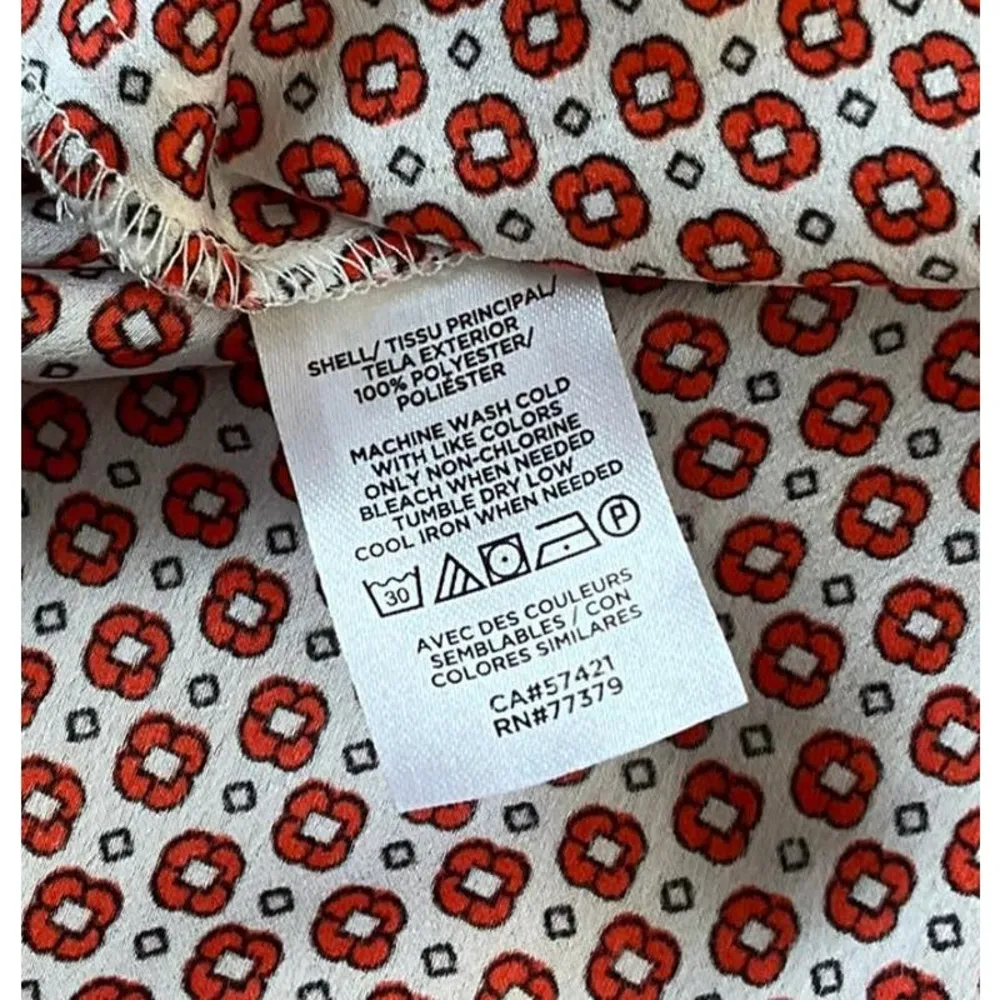 SHELL/ TISSU PRINCIPAL/
TELA EXTERIOR
100% POLYESTER/
POLIÉSTER
MACHINE WASH COLD
WITH LIKE COLORS
ONLY NON-CHLORINE
BLEACH WHEN NEEDED
TUMBLE DRY LOW
COOL IRON WHEN NEEDED
30 P
AVEC DES COULEURS
SEMBLABLES / CON
COLORES SIMILARES
CA#57421
RN#77379